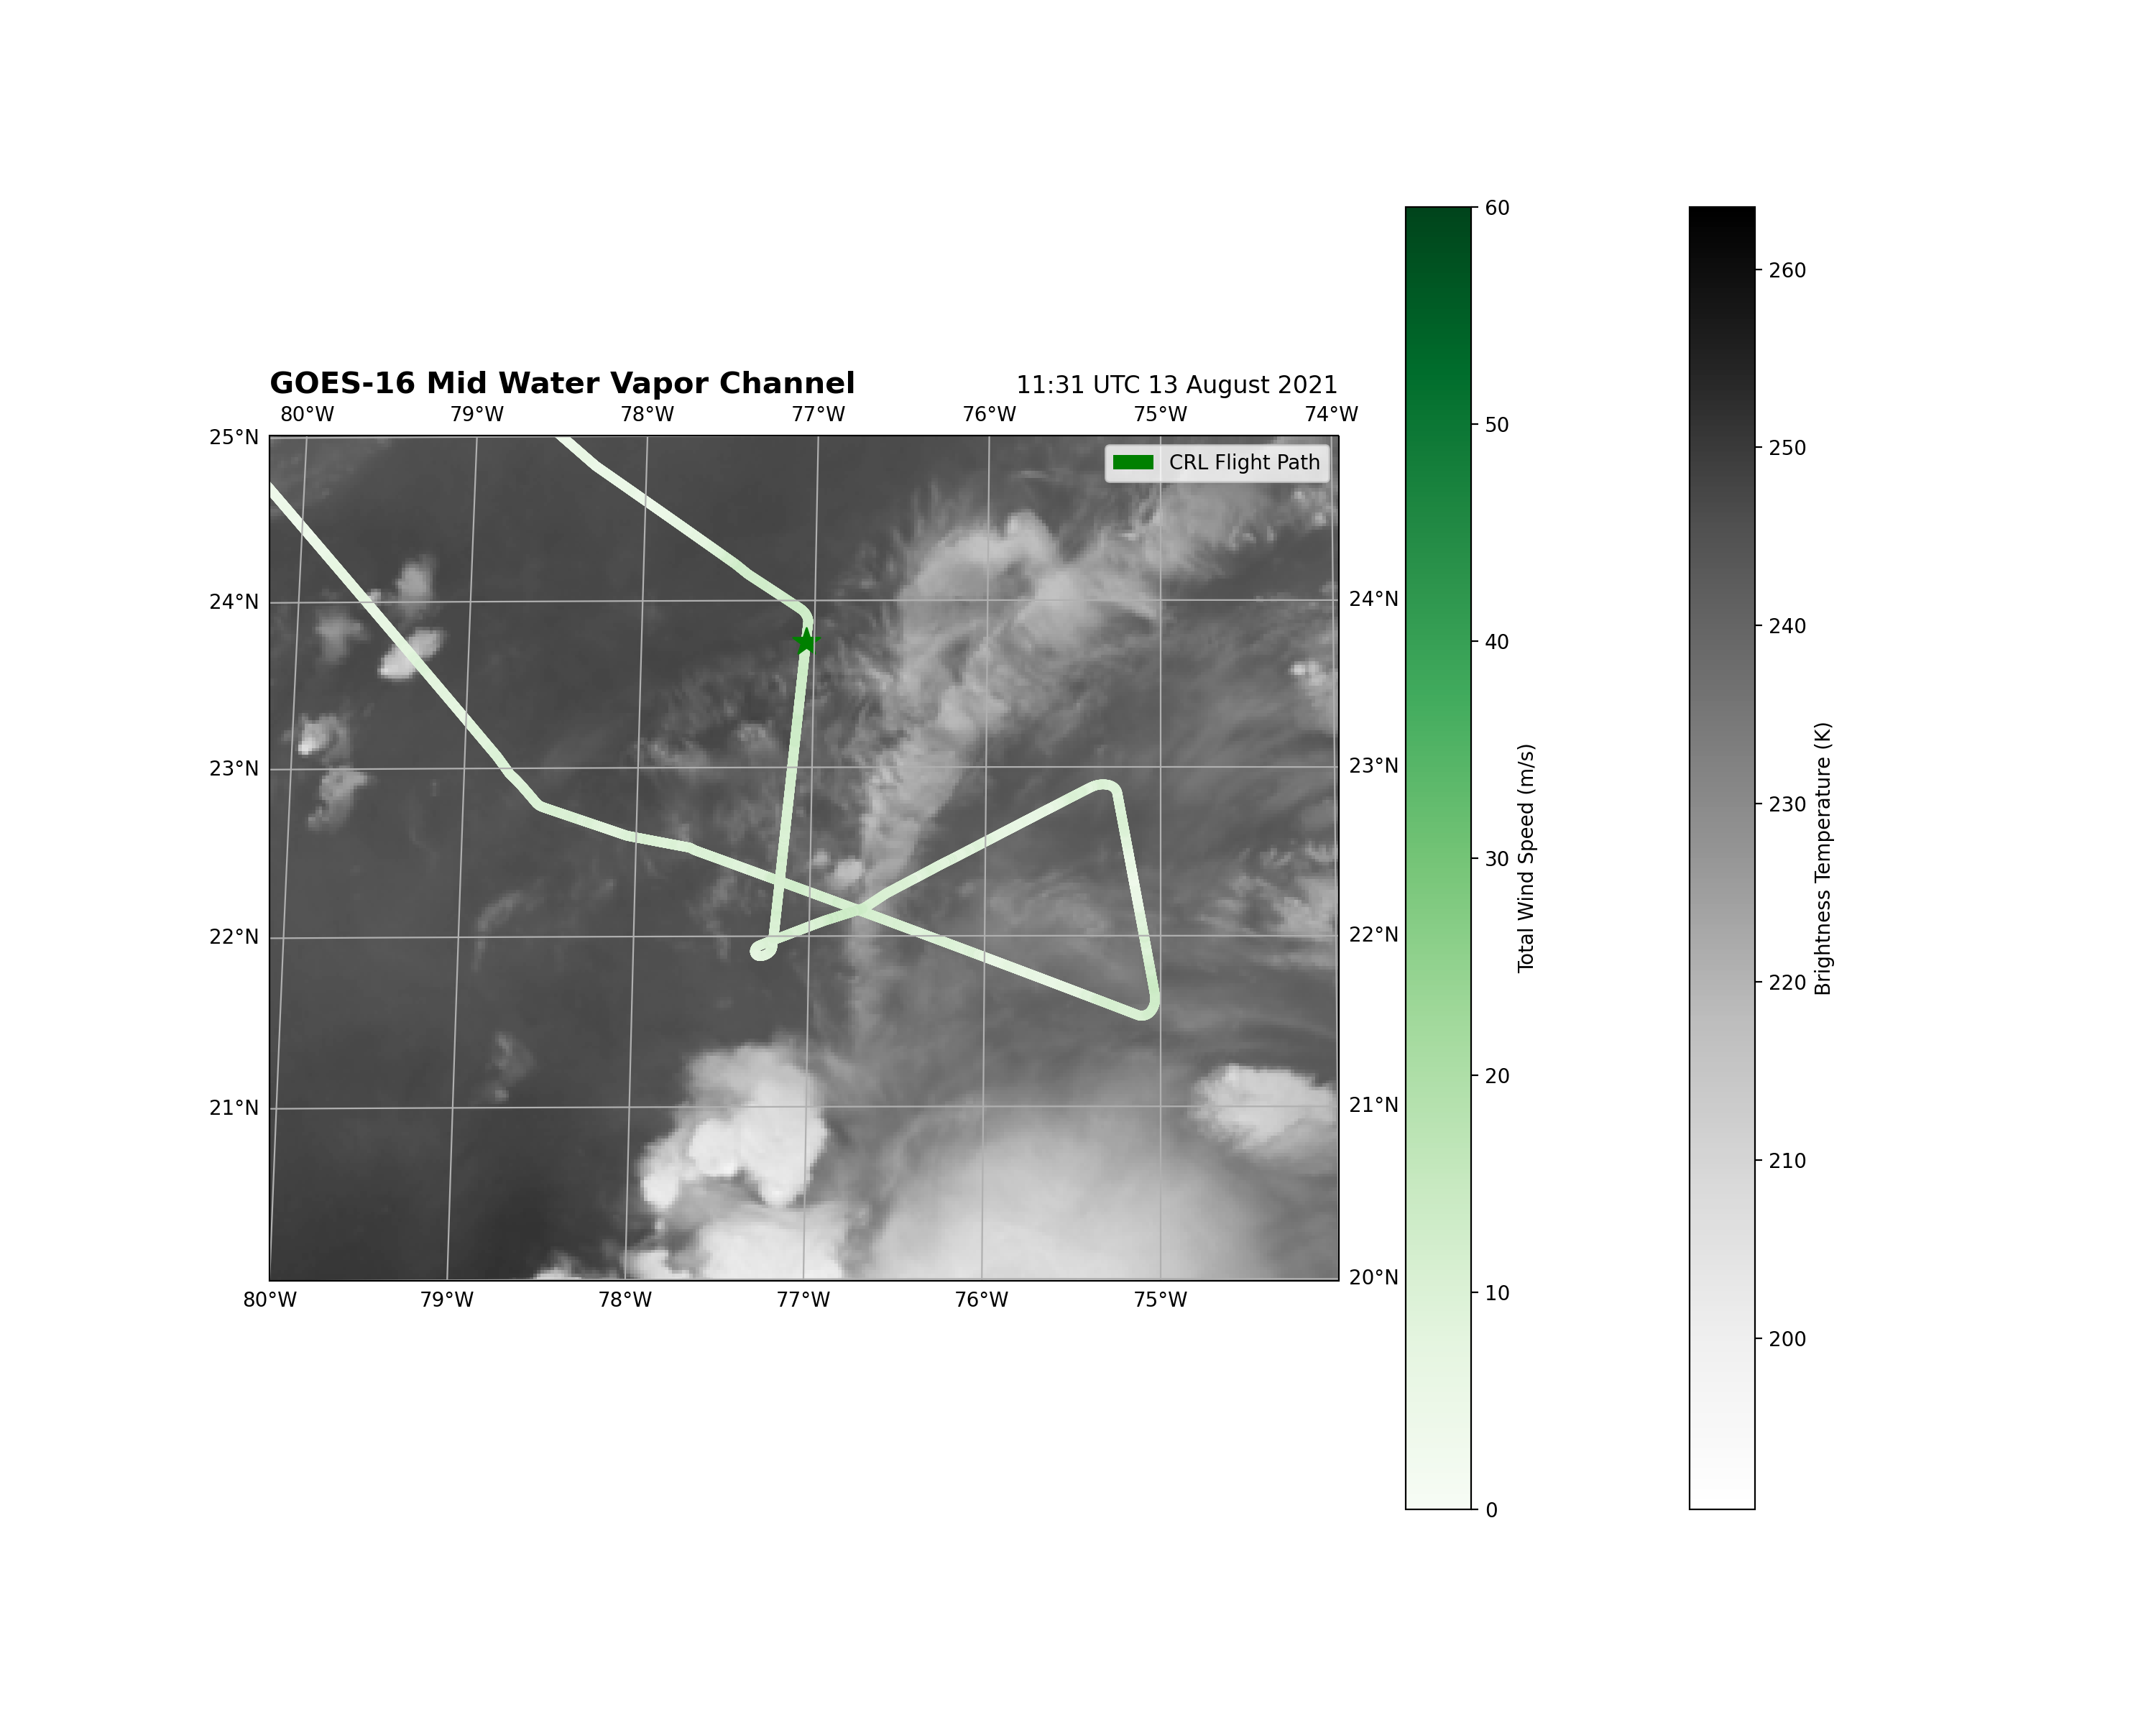 GOES-16 Mid Water Vapor Channel
11:31 UTC 13 August 2021
80°W 79°W 78°W 77°W 76°W 75°W 74°W
25°N
24°N
23°N
22°N
21°N
CRL Flight Path
24°N
23°N
22°N
21°N
20°N
80°W 79°W 78°W 77°W 76°W 75°W
60
50
40
30
20
10
0
Total Wind Speed (m/s)
260
250
240
230
220
210
200
Brightness Temperature (K)